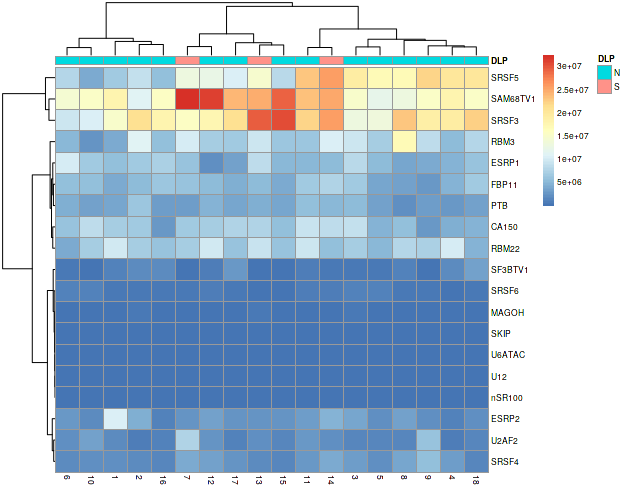 DLP
SRSF5
SAM68TV1
SRSF3
RBM3
ESRP1
FBP11
PTB
CA150
RBM22
SF3BTV1
SRSF6
MAGOH
SKIP
U6ATAC
U12
nSR100
ESRP2
U2AF2
SRSF4
6 10 1 2 16 7 12 17 13 15 11 14 3 5 8 9 4 18
3e+07
2.5e+07
2e+07
1.5e+07
1e+07
5e+06
DLP
N
S